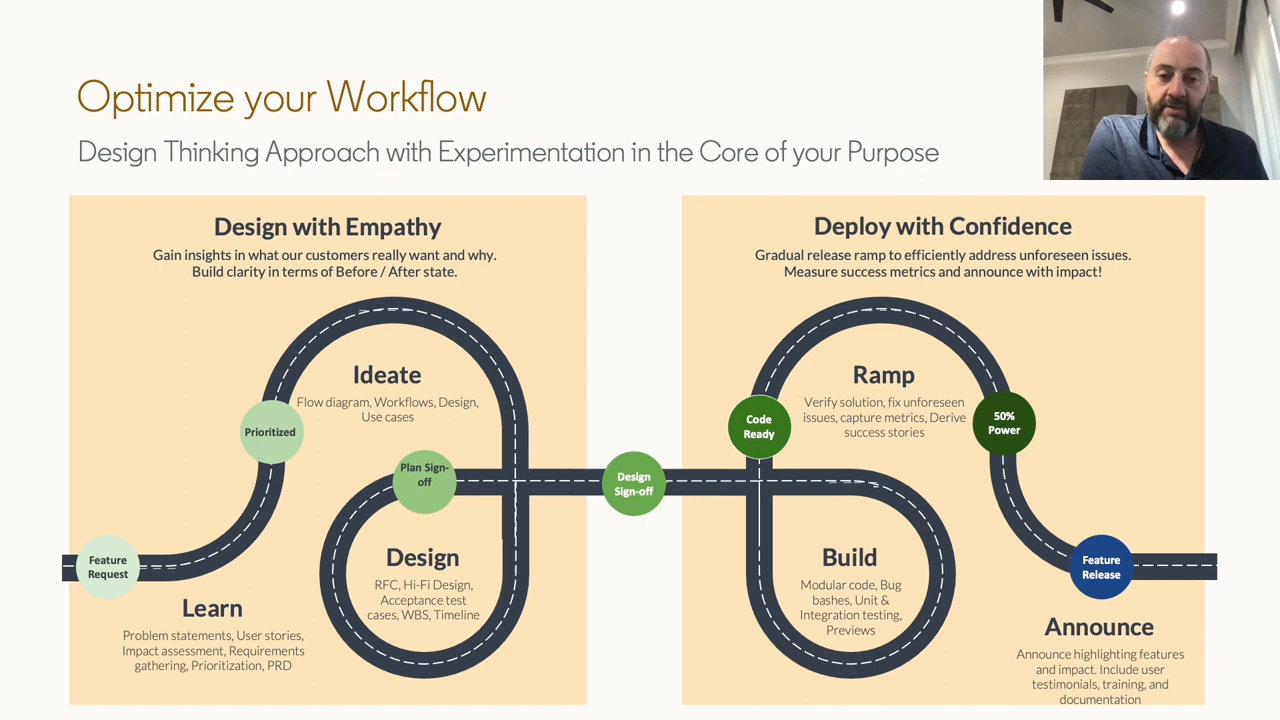 Optimize your Workflow
Design Thinking Approach with Experimentation in the Core of your Purpose
Design with Empathy
Gain insights in what our customers really want and why.
Build clarity in terms of Before / After state.
Ideate
Flow diagram, Workflows, Design,
Use cases
Prioritized
Plan Sign-
off
Design
RFC, Hi-Fi Design,
Acceptance test
cases, WBS, Timeline
Feature
Request
Learn
Problem statements, User stories,
Impact assessment, Requirements
gathering, Prioritization, PRD
Design
Sign-off
Deploy with Confidence
Gradual release ramp to efficiently address unforeseen issues.
Measure success metrics and announce with impact!
Ramp
Verify solution, fix unforeseen
issues, capture metrics, Derive
success stories
Code
Ready
50%
Power
Build
Modular code, Bug
bashes, Unit &
Integration testing,
Previews
Feature
Release
Announce
Announce highlighting features
and impact. Include user
testimonials, training, and
documentation